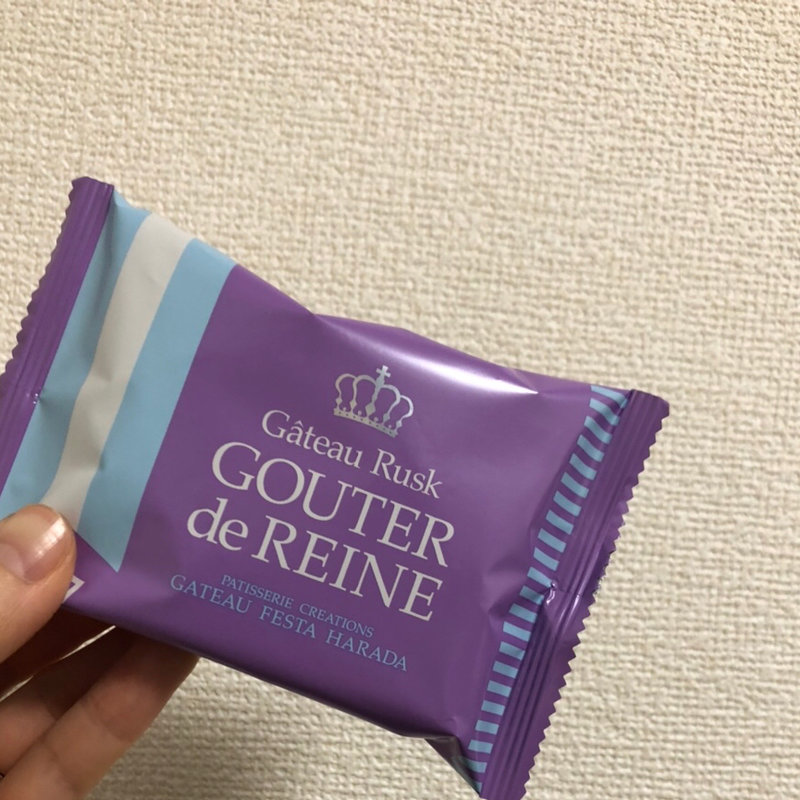 Gâteau Rusk
GOUTER
de REINE
PATISSERIE CREATIONS
GATEAU FESTA HARADA